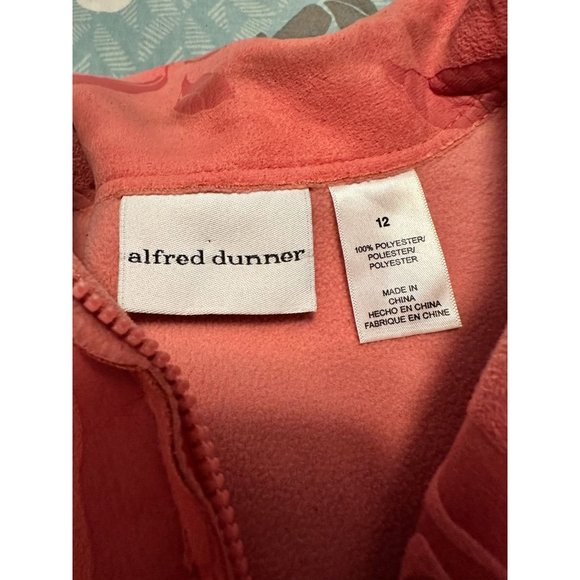 alfred dunner
12
100% POLYESTER/
POLIESTER/
POLYESTER
MADE IN
CHINA
HECHO EN CHINA
FABRIQUE EN CHINE